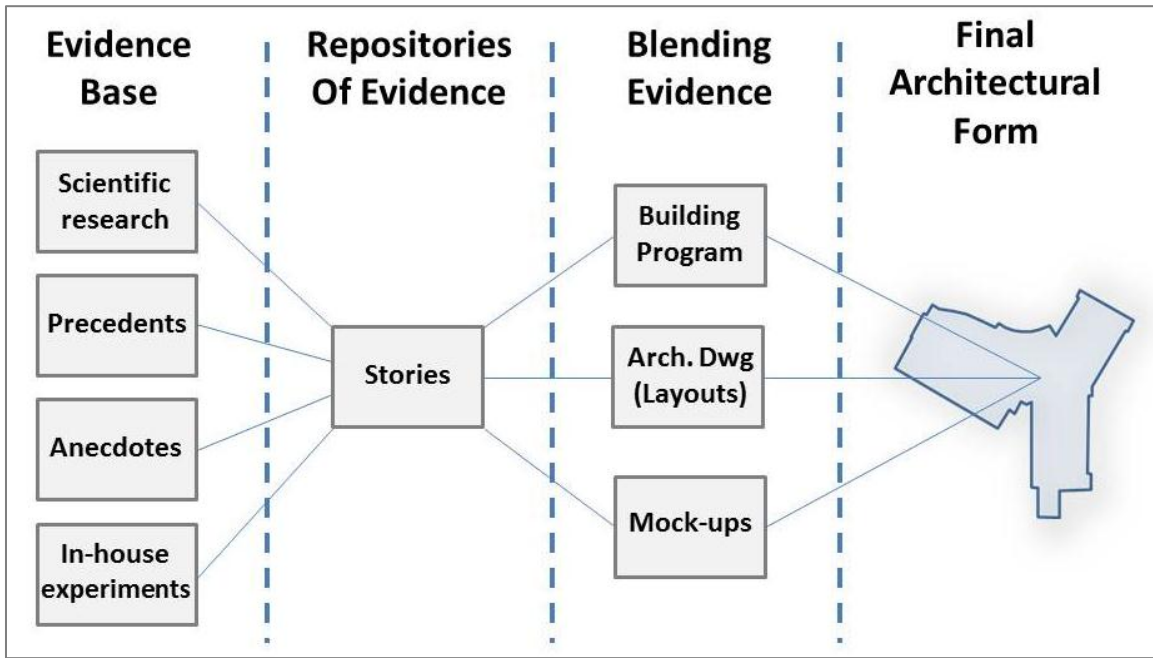 Evidence
Base
Repositories
Of Evidence
Blending
Evidence
Final
Architectural
Form
Scientific
research
Precedents
Anecdotes
In-house
experiments
Stories
Building
Program
Arch. Dwg
(Layouts)
Mock-ups